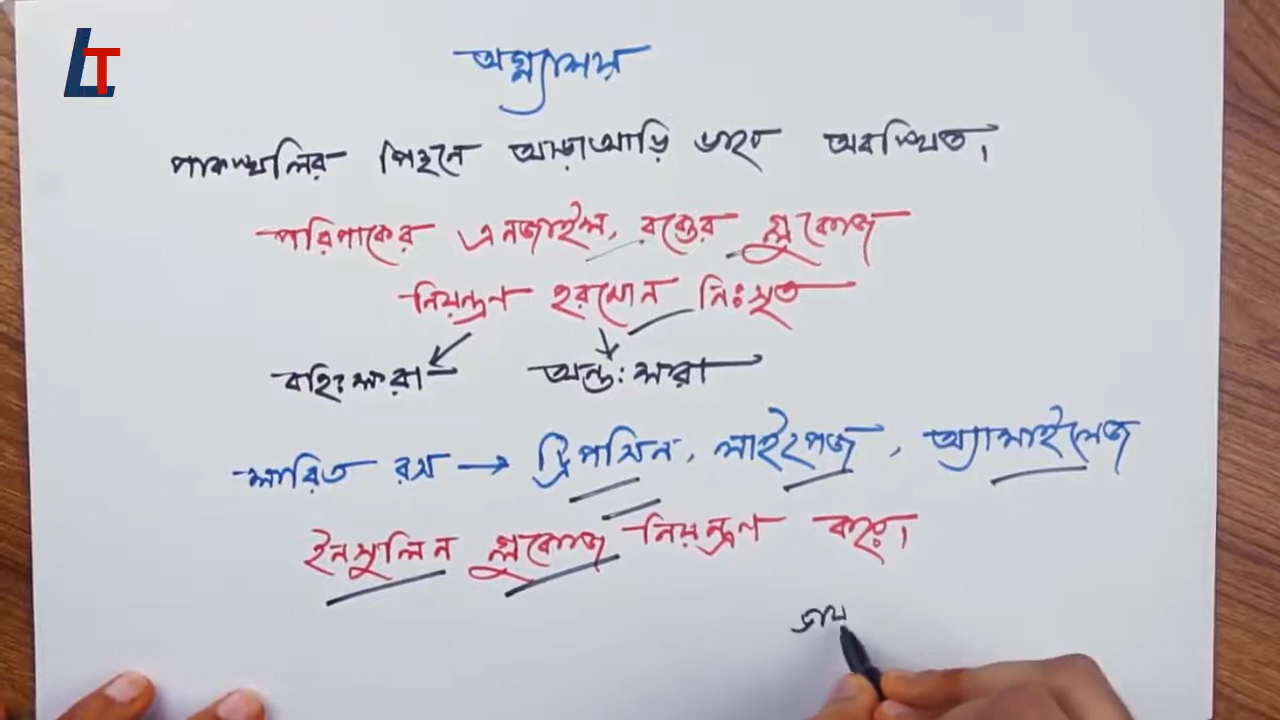 LT
অগ্ন্যাশয়
পাকস্থলির পিছনে আড়াআড়ি ভাবে অবস্থিত।
পরিপাকের এনজাইম, রক্তের গ্লুকোজ
নিয়ন্ত্রণ হরমোন নিঃসৃত
বহিঃক্ষরা অন্তঃক্ষরা
ক্ষরিত রস → ট্রিপসিন, লাইপেজ, অ্যামাইলেজ
ইনসুলিন গ্লুকোজ নিয়ন্ত্রণ করে।
ডায়